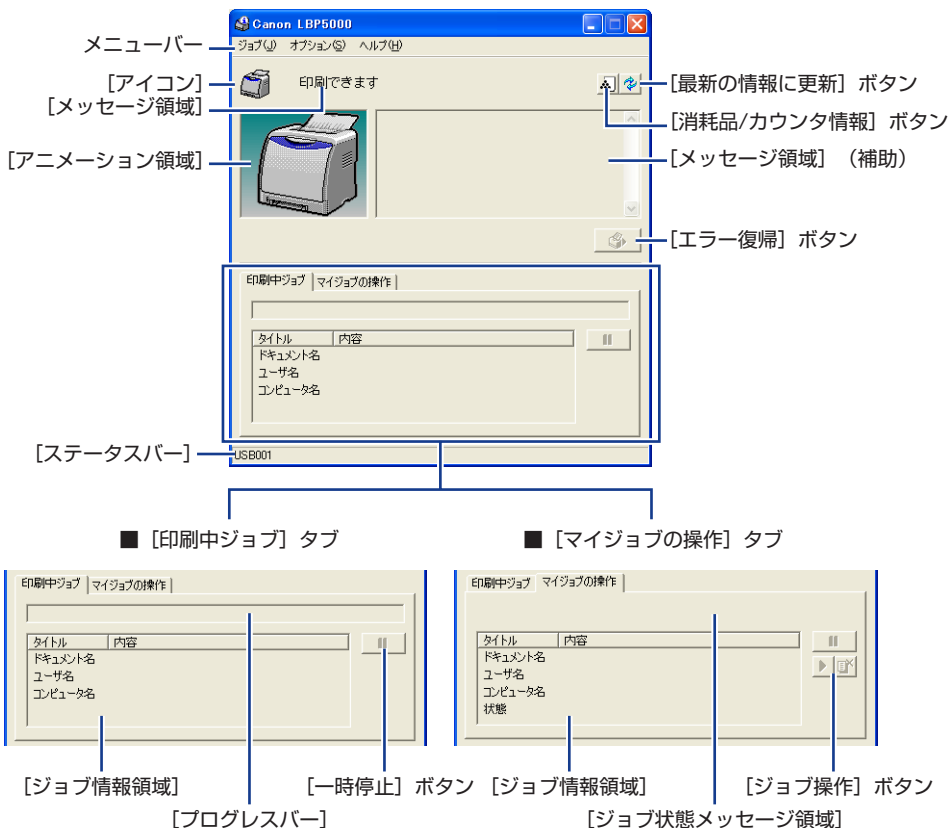 Canon LBP5000
メニューバー
ジョブ(J) オプション(S) ヘルプ(H)
[アイコン]
印刷できます
[最新の情報に更新] ボタン
[メッセージ領域]
[消耗品/カウンタ情報] ボタン
[アニメーション領域]
[メッセージ領域] (補助)
[エラー復帰] ボタン
印刷中ジョブ マイジョブの操作
タイトル 内容
ドキュメント名
ユーザ名
コンピュータ名
[ステータスバー]
USB001
■ [印刷中ジョブ] タブ
■ [マイジョブの操作] タブ
印刷中ジョブ マイジョブの操作
タイトル 内容
ドキュメント名
ユーザ名
コンピュータ名
印刷中ジョブ マイジョブの操作
タイトル 内容
ドキュメント名
ユーザ名
コンピュータ名
状態
[ジョブ情報領域]
[一時停止] ボタン
[ジョブ情報領域]
[ジョブ操作] ボタン
[プログレスバー]
[ジョブ状態メッセージ領域]